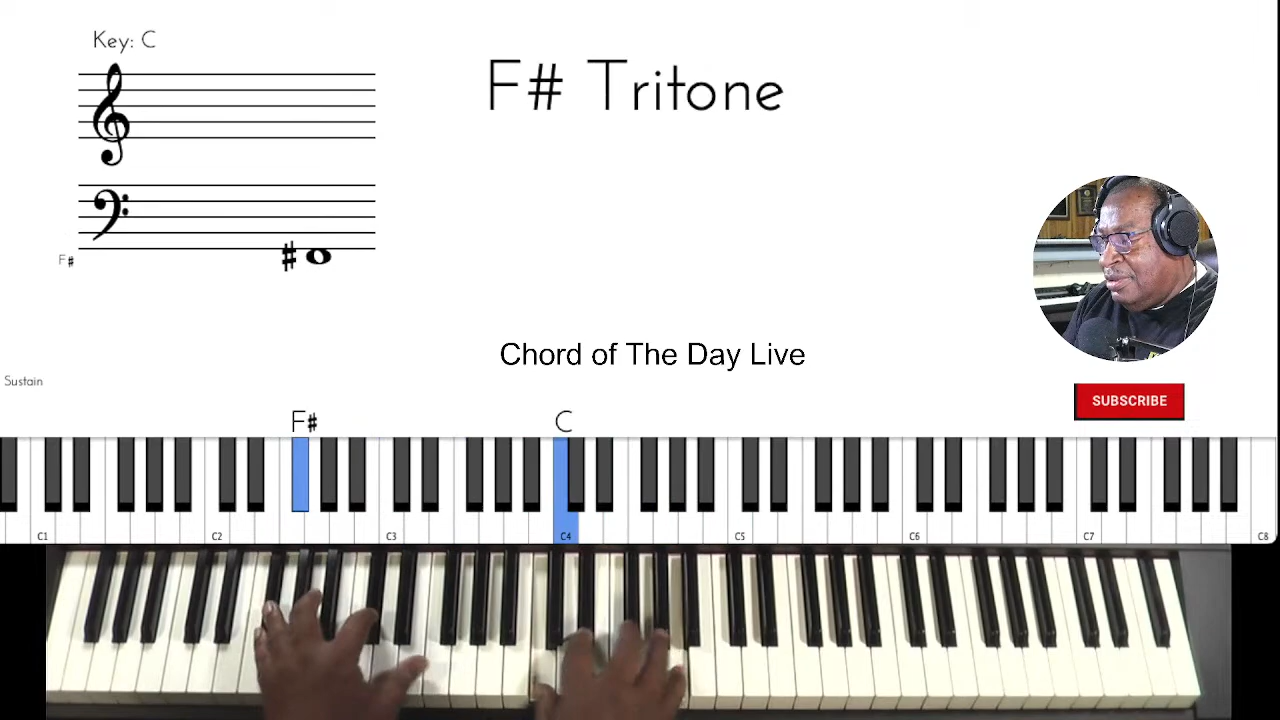 Key: C
F# Tritone
F#
Chord of The Day Live
Sustain
SUBSCRIBE
F# C
C1 C2 C3 C4 C5 C6 C7 C8